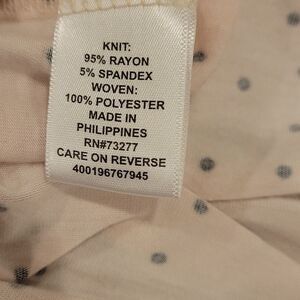 KNIT:
95% RAYON
5% SPANDEX
WOVEN:
100% POLYESTER
MADE IN
PHILIPPINES
RN#73277
CARE ON REVERSE
400196767945